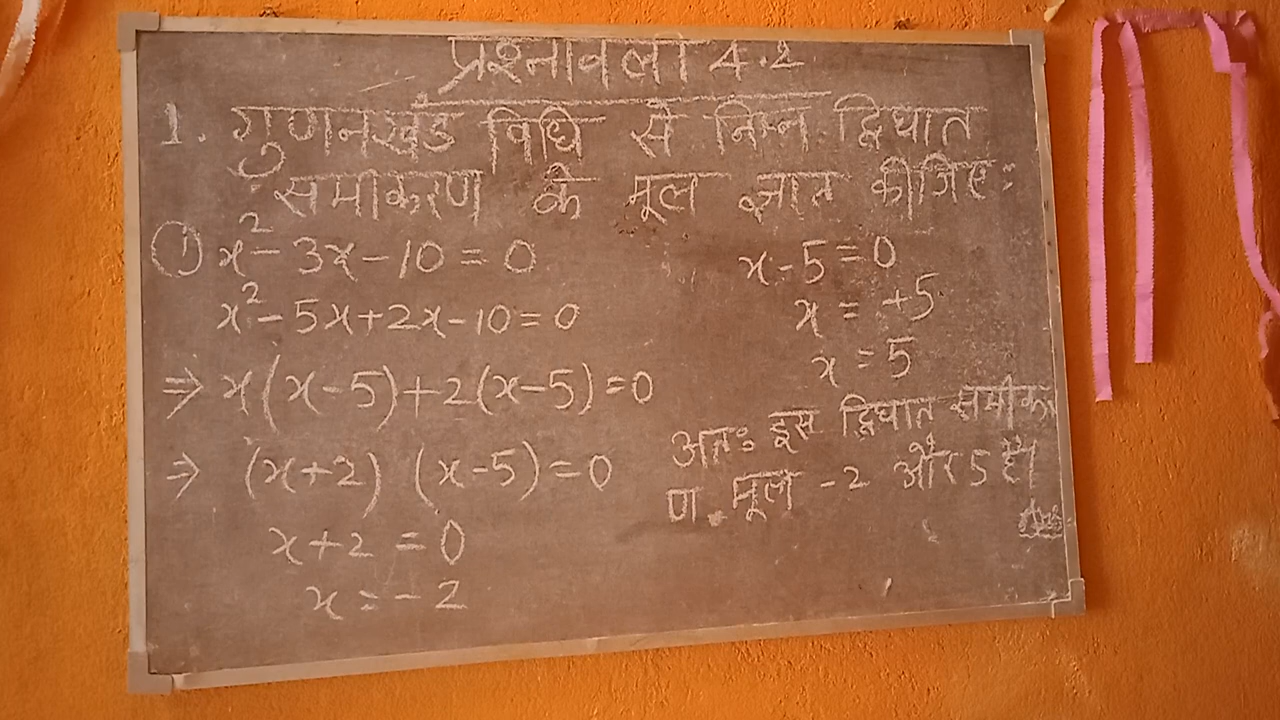 प्रश्नावली 4.2
1. गुणनखंड विधि से निम्न द्विघात
समीकरण के मूल ज्ञात कीजिए:
(i) x² - 3x - 10 = 0
x² - 5x + 2x - 10 = 0
⇒ x(x - 5) + 2(x - 5) = 0
⇒ (x + 2) (x - 5) = 0
x + 2 = 0
x = - 2
x - 5 = 0
x = +5
x = 5
अतः इस द्विघात समीकर
ण मूल -2 और 5 हैं।